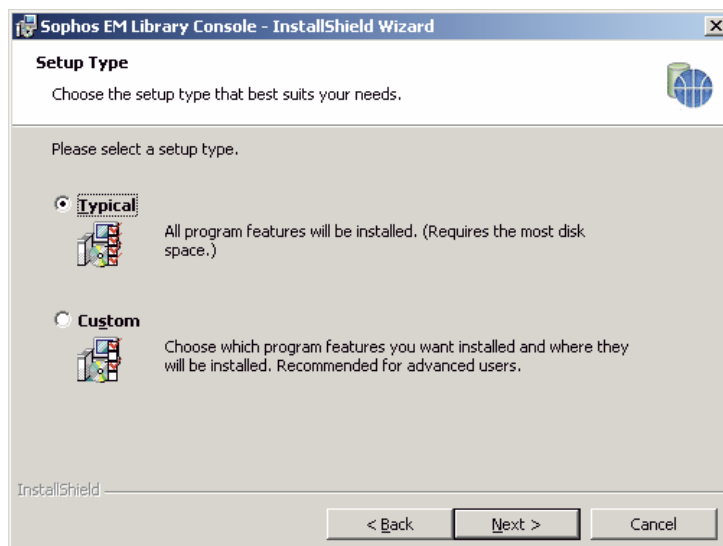 Sophos EM Library Console - InstallShield Wizard
Setup Type
Choose the setup type that best suits your needs.
Please select a setup type.
Typical
All program features will be installed. (Requires the most disk
space.)
Custom
Choose which program features you want installed and where they
will be installed. Recommended for advanced users.
InstallShield
< Back
Next >
Cancel